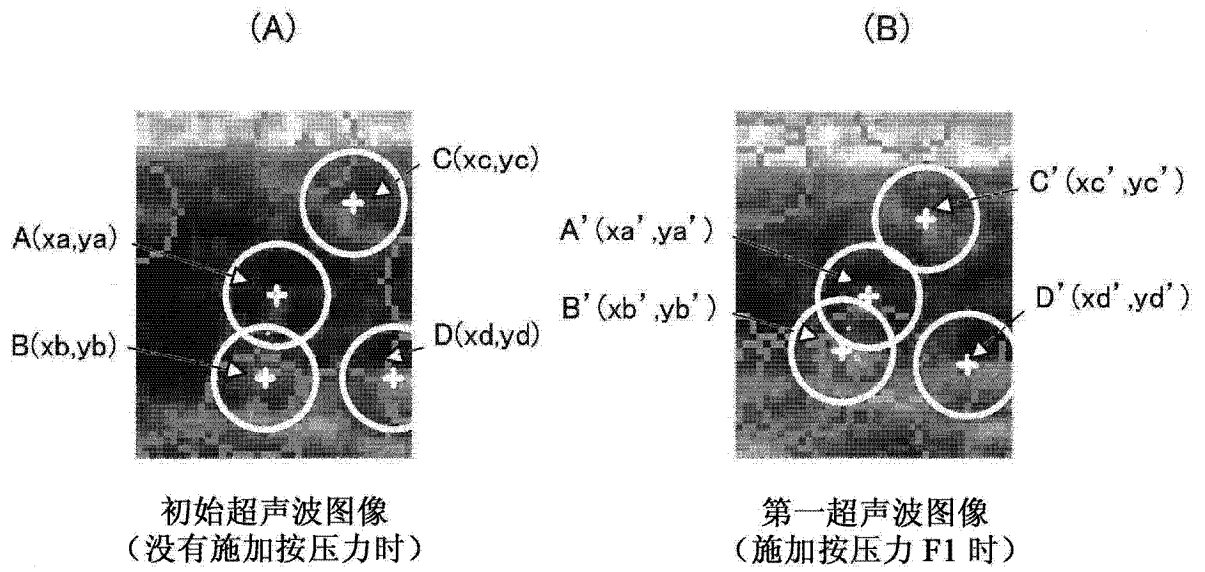 (A)
C(xc,yc)
A(xa,ya)
B(xb,yb)
D(xd,yd)
初始超声波图像
（没有施加按压力时）
(B)
C'(xc',yc')
A'(xa',ya')
B'(xb',yb')
D'(xd',yd')
第一超声波图像
（施加按压力 F1 时）